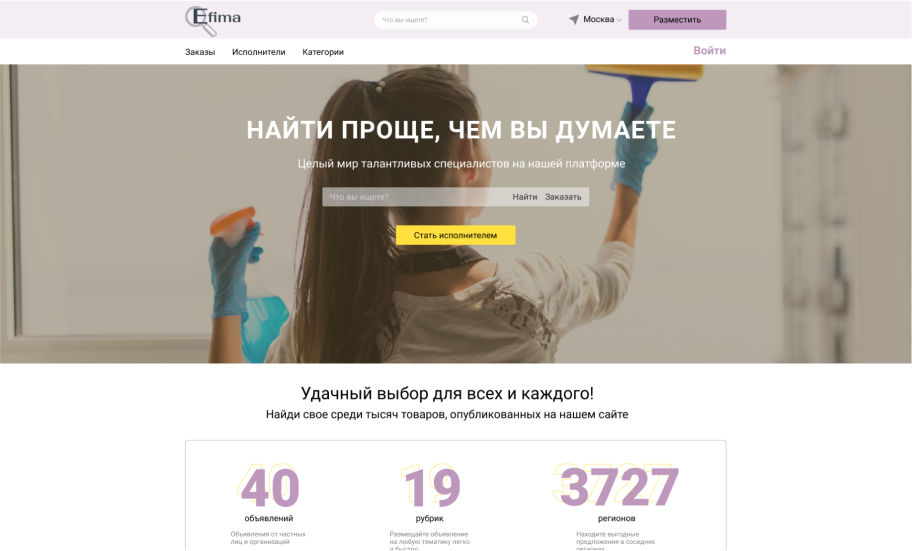 Efima
Что вы ищете?
Москва
Разместить
Заказы Исполнители Категории
Войти
НАЙТИ ПРОЩЕ, ЧЕМ ВЫ ДУМАЕТЕ
Целый мир талантливых специалистов на нашей платформе
Что вы ищете? Найти Заказать
Стать исполнителем
Удачный выбор для всех и каждого!
Найди свое среди тысяч товаров, опубликованных на нашем сайте
40
объявлений
Объявления от частных
лиц и организаций
19
рубрик
Размещайте объявление
на любую тематику легко
и быстро
3727
регионов
Находите выгодные
предложения в соседних
регионах